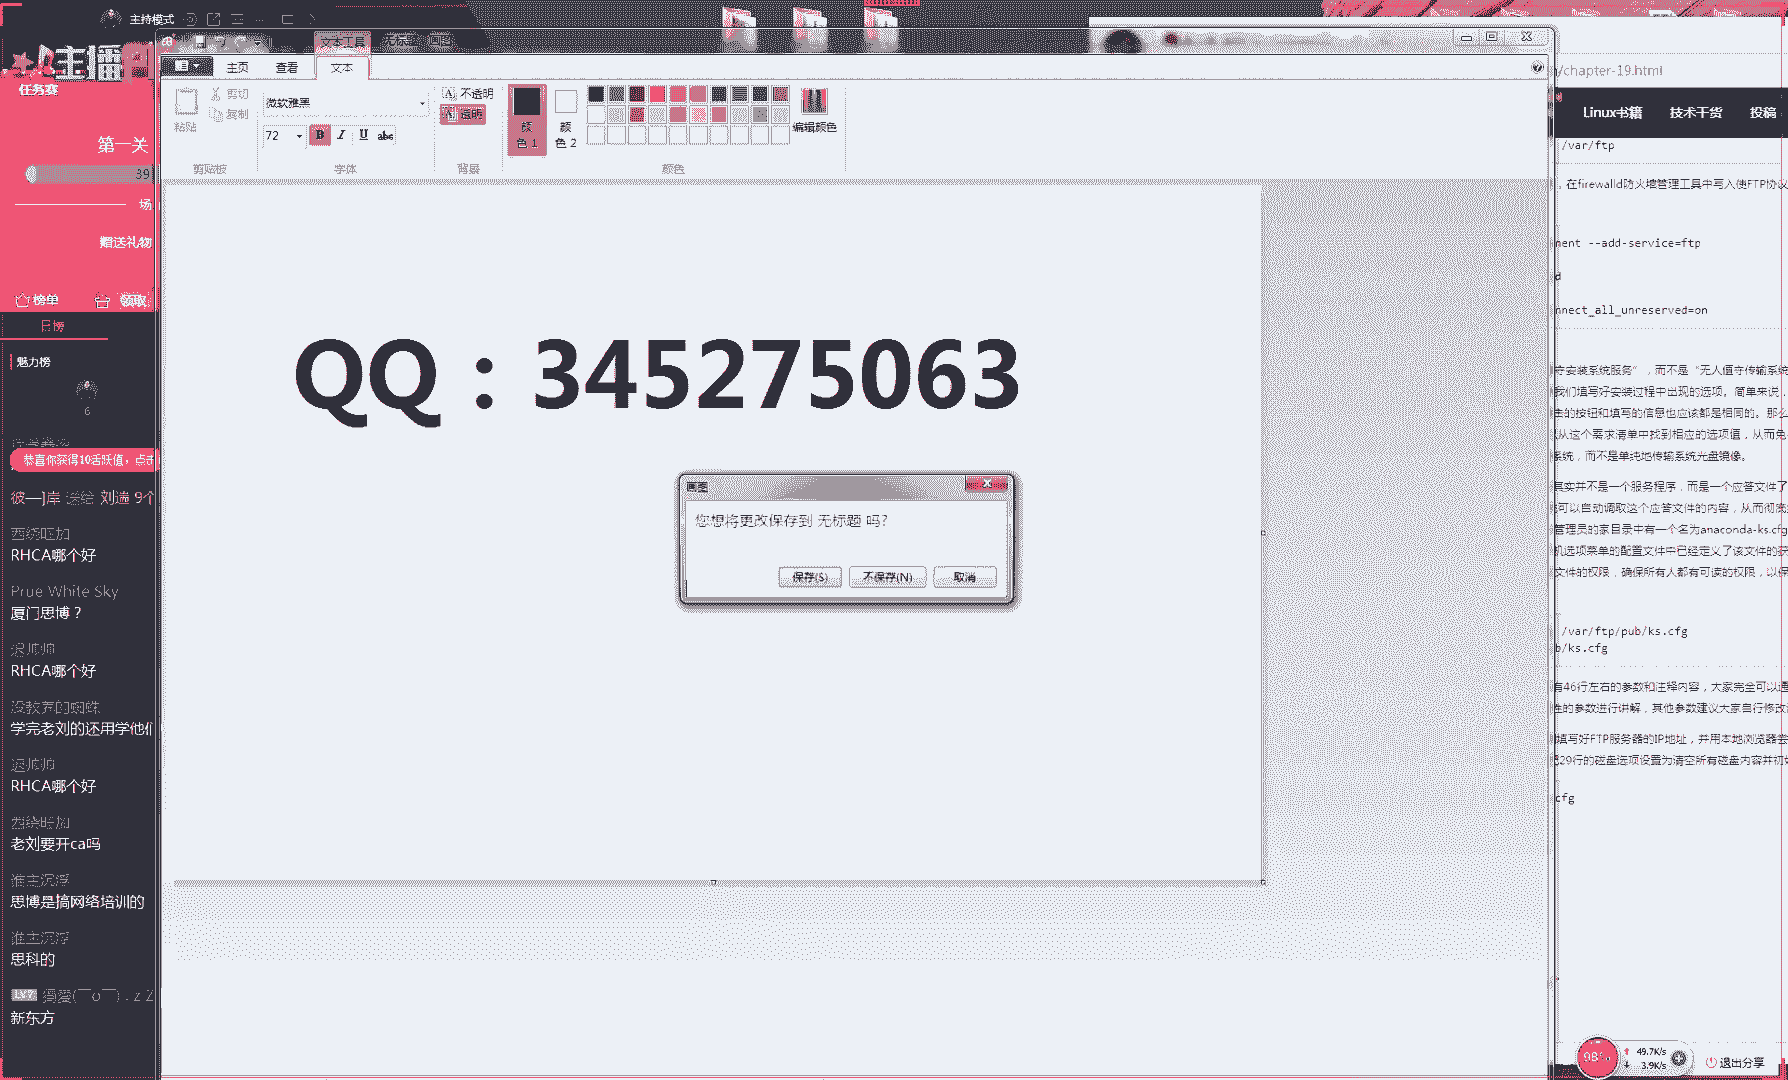 主持模式
主播
任务赛
第一关
39
场
赠送礼物
榜单
领取
日榜
魅力榜
6
恭喜你获得10活跃值，点击
彼—]岸 送给 刘遄 9个
RHCA哪个好
Prue White Sky
厦门思博？
RHCA哪个好
没教养的蜘蛛
学完老刘的还用学他们
RHCA哪个好
老刘要开ca吗
谁主沉浮
思博是搞网络培训的
谁主沉浮
思科的
LV7
新东方
文本工具
无标题 - 画图
主页
查看
文本
粘贴
剪切
复制
剪贴板
微软雅黑
72
B I U abc
字体
不透明
透明
背景
颜
色 1
颜
色 2
编辑颜色
颜色
QQ：345275063
画图
您想将更改保存到 无标题 吗?
保存(S)
不保存(N)
取消
/chapter-19.html
Linux书籍
技术干货
投稿
/var/ftp
，在firewalld防火墙管理工具中写入使FTP协议
nent --add-service=ftp
d
nnect_all_unreserved=on
守安装系统服务”，而不是“无人值守传输系统
我们填写好安装过程中出现的选项。简单来说，
击的按钮和填写的信息也应该都是相同的。那么
从这个需求清单中找到相应的选项值，从而免
系统，而不是单纯地传输系统光盘镜像。
其实并不是一个服务程序，而是一个应答文件了
可以自动调取这个应答文件的内容，从而彻底
管理员的家目录中有一个名为anaconda-ks.cfg
机选项菜单的配置文件中已经定义了该文件的获
文件的权限，确保所有人都有可读的权限，以保
/var/ftp/pub/ks.cfg
b/ks.cfg
有46行左右的参数和注释内容，大家完全可以通
性的参数进行讲解，其他参数建议大家自行修改
填写好FTP服务器的IP地址，并用本地浏览器尝
29行的磁盘选项设置为清空所有磁盘内容并初始
cfg
98%
49.7K/s
3.9K/s
退出分享